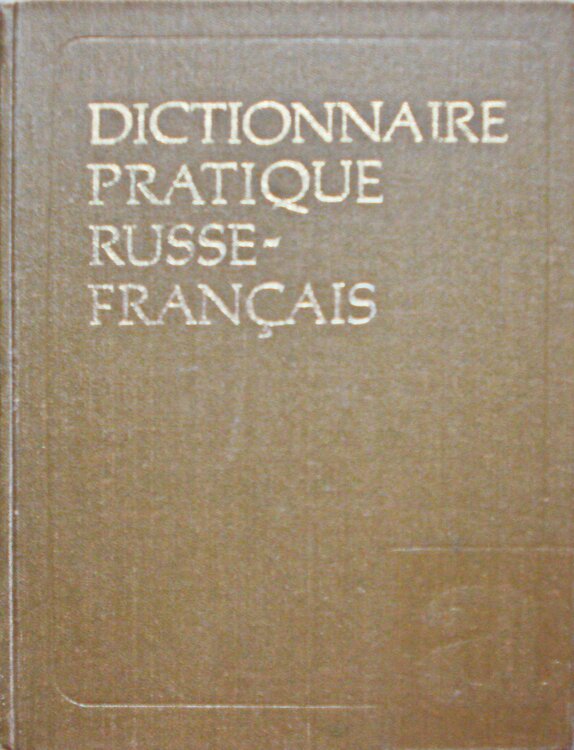 DICTIONNAIRE
PRATIQUE
RUSSE-
FRANÇAIS
a